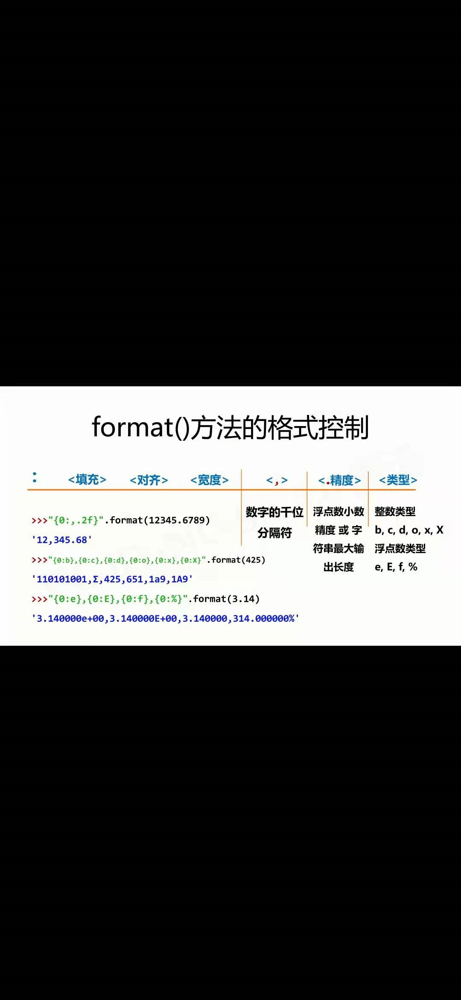 format()方法的格式控制
: <填充> <对齐> <宽度> <,> <.精度> <类型>
>>>"{0:,.2f}".format(12345.6789)
'12,345.68'
>>>"{0:b},{0:c},{0:d},{0:o},{0:x},{0:X}".format(425)
'110101001,Σ,425,651,1a9,1A9'
>>>"{0:e},{0:E},{0:f},{0:%}".format(3.14)
'3.140000e+00,3.140000E+00,3.140000,314.000000%'
数字的千位
分隔符
浮点数小数
精度 或 字
符串最大输
出长度
整数类型
b, c, d, o, x, X
浮点数类型
e, E, f, %